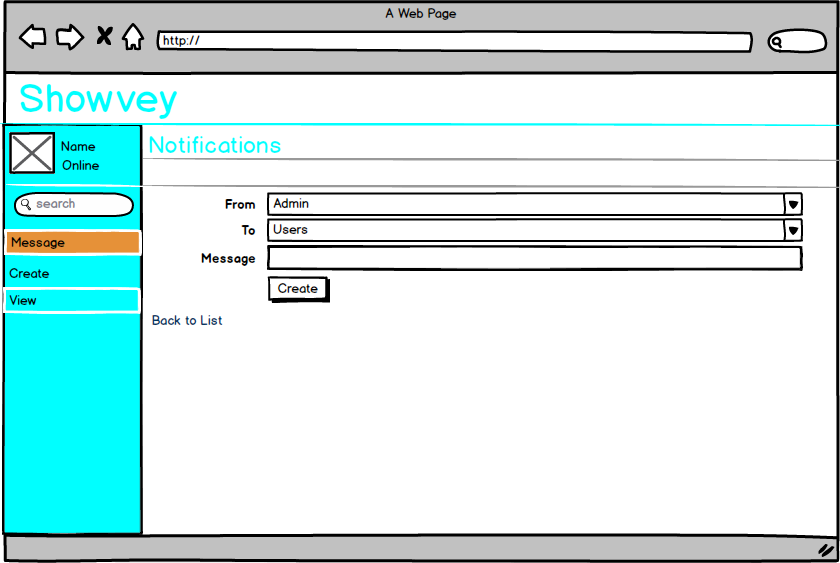 A Web Page
http://
Showvey
Name
Online
Notifications
search
From Admin
To Users
Message
Message
Create
Create
View
Back to List